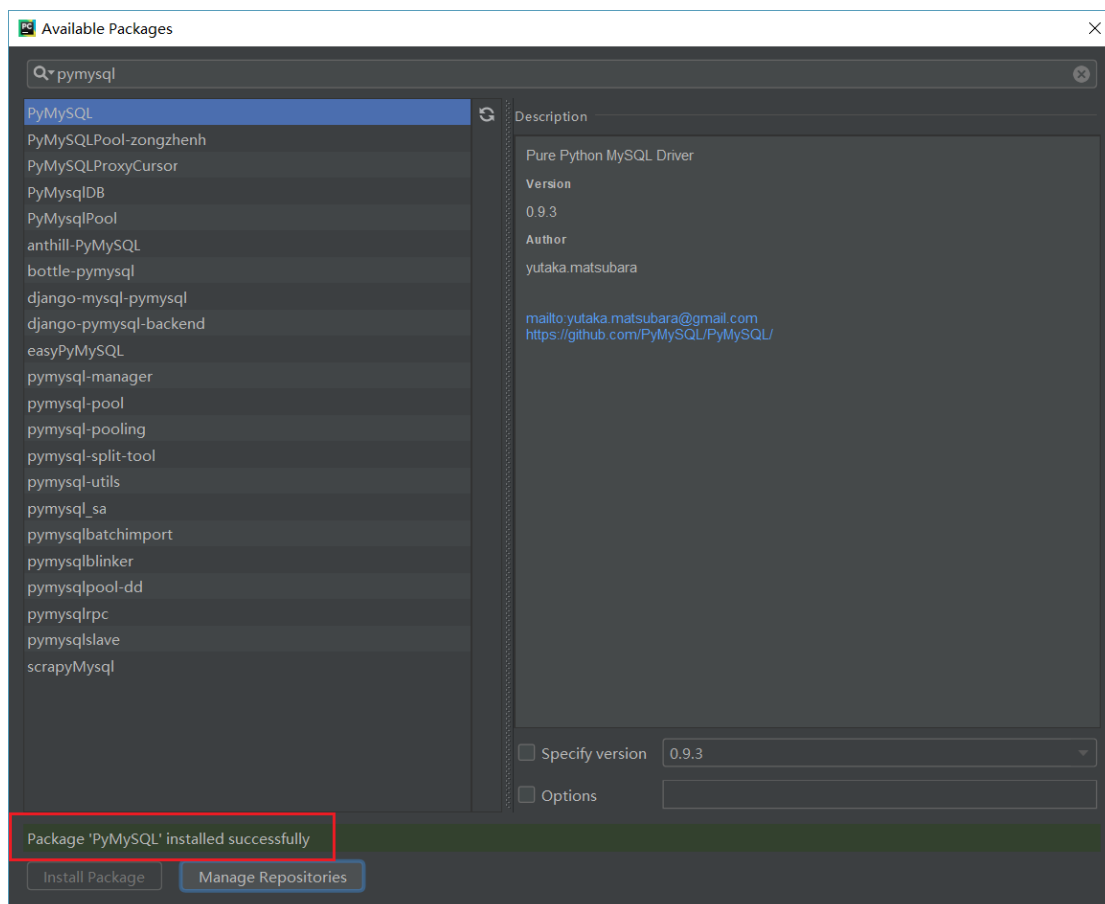 Available Packages
pymysql
PyMySQL
PyMySQLPool-zongzhenh
PyMySQLProxyCursor
PyMysqlDB
PyMysqlPool
anthill-PyMySQL
bottle-pymysql
django-mysql-pymysql
django-pymysql-backend
easyPyMySQL
pymysql-manager
pymysql-pool
pymysql-pooling
pymysql-split-tool
pymysql-utils
pymysql_sa
pymysqlbatchimport
pymysqlblinker
pymysqlpool-dd
pymysqlrpc
pymysqlslave
scrapyMysql
Description
Pure Python MySQL Driver
Version
0.9.3
Author
yutaka.matsubara
mailto:yutaka.matsubara@gmail.com
https://github.com/PyMySQL/PyMySQL/
Specify version 0.9.3
Options
Package 'PyMySQL' installed successfully
Install Package Manage Repositories